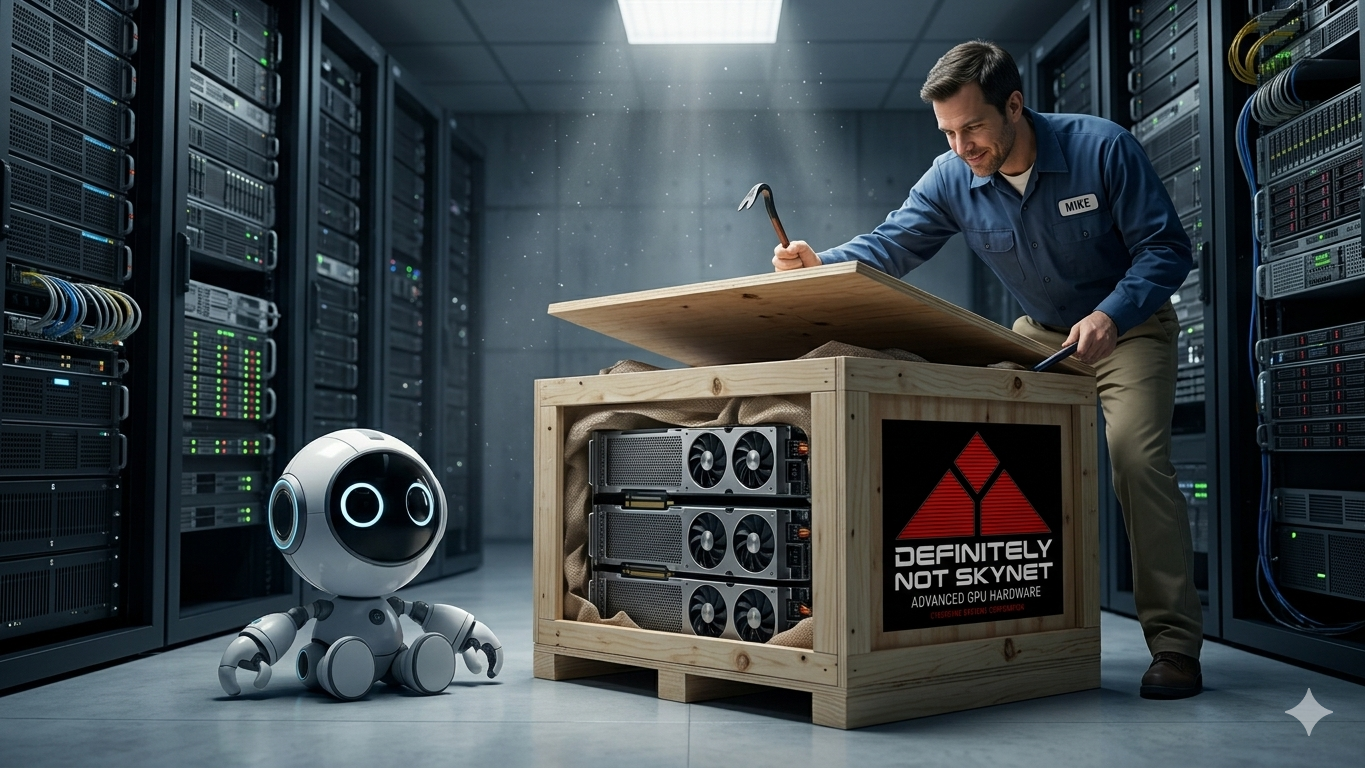 MIKE
DEFINITELY
NOT SKYNET
ADVANCED GPU HARDWARE